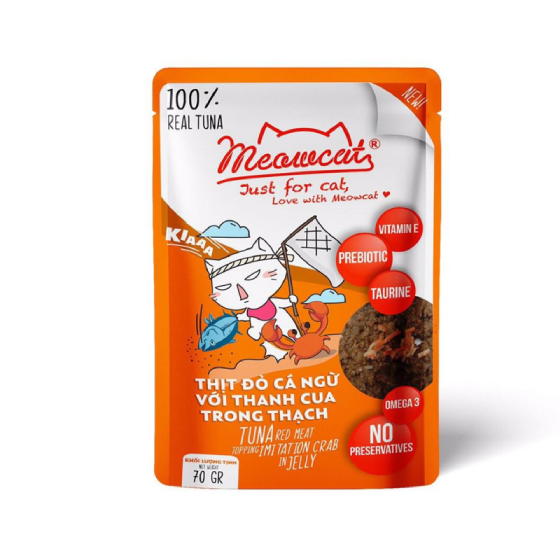 100%
REAL TUNA
NEW!
Meowcat®
Just for cat,
Love with Meowcat
KIAAA
VITAMIN E
PREBIOTIC
TAURINE
THỊT ĐỎ CÁ NGỪ
VỚI THANH CUA
TRONG THẠCH
TUNA RED MEAT
TOPPING IMITATION CRAB
IN JELLY
OMEGA 3
NO
PRESERVATIVES
KHỐI LƯỢNG TỊNH
NET WEIGHT
70 GR